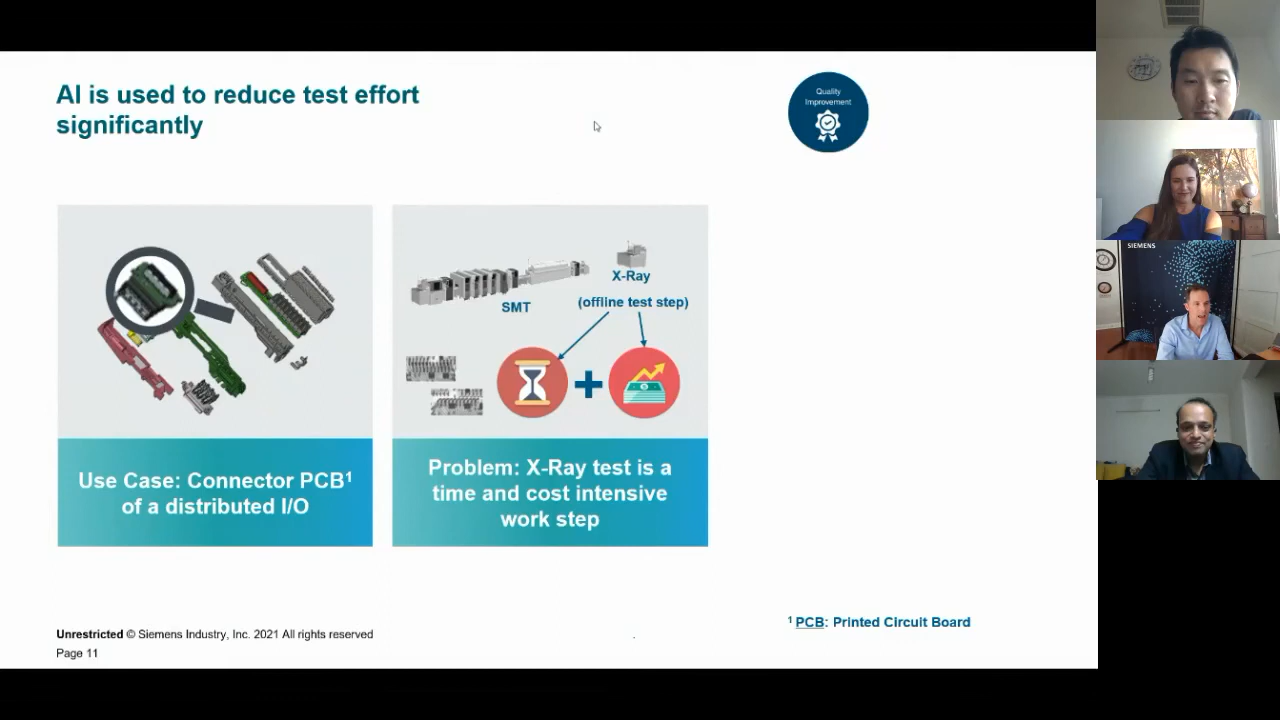 AI is used to reduce test effort
significantly
Quality
Improvement
X-Ray
SMT
(offline test step)
Use Case: Connector PCB¹
of a distributed I/O
Problem: X-Ray test is a
time and cost intensive
work step
¹ PCB: Printed Circuit Board
Unrestricted © Siemens Industry, Inc. 2021 All rights reserved
Page 11
SIEMENS